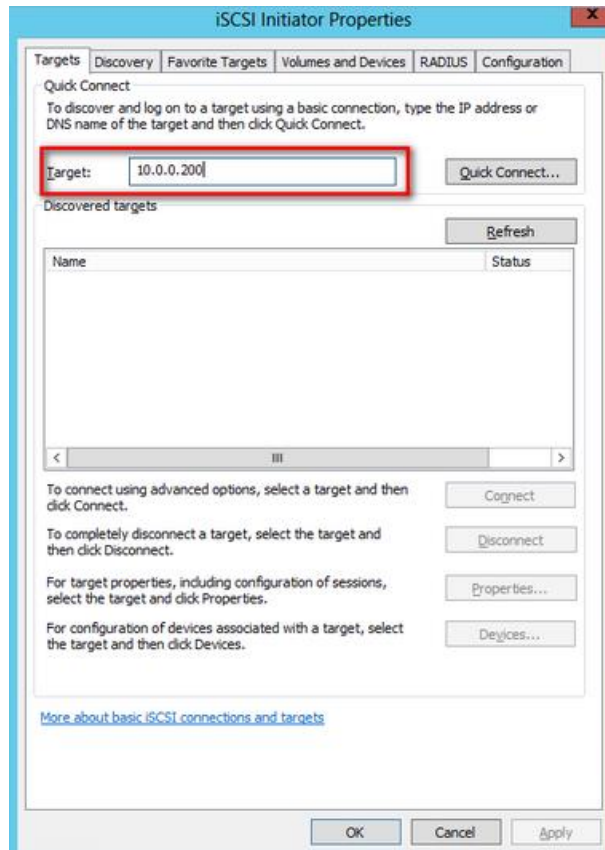 iSCSI Initiator Properties
x
Targets Discovery Favorite Targets Volumes and Devices RADIUS Configuration
Quick Connect
To discover and log on to a target using a basic connection, type the IP address or
DNS name of the target and then click Quick Connect.
Target: 10.0.0.200 Quick Connect...
Discovered targets
Refresh
Name Status
To connect using advanced options, select a target and then
click Connect.
Connect
To completely disconnect a target, select the target and
then click Disconnect.
Disconnect
For target properties, including configuration of sessions,
select the target and click Properties.
Properties...
For configuration of devices associated with a target, select
the target and then click Devices.
Devices...
More about basic iSCSI connections and targets
OK Cancel Apply